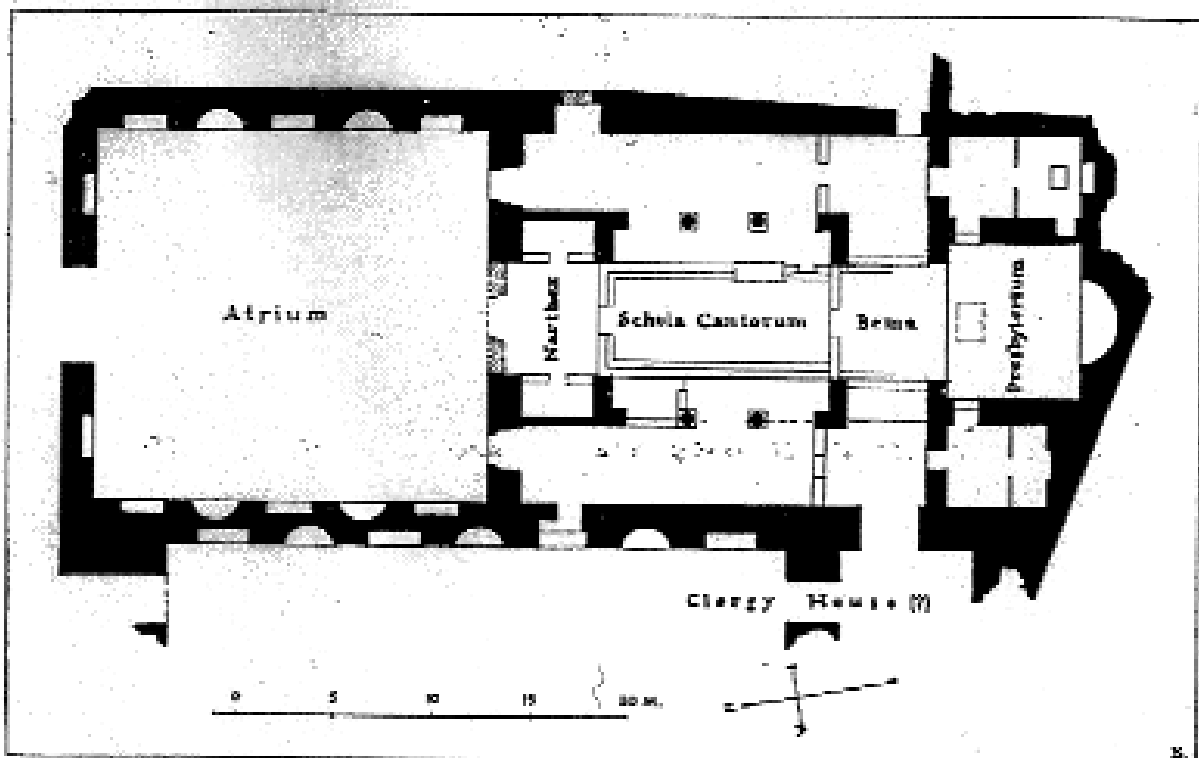 Atrium
Narthex
Schola Cantorum
Bema
Presbyterium
Clergy House (?)
0 5 10 15 20 M.